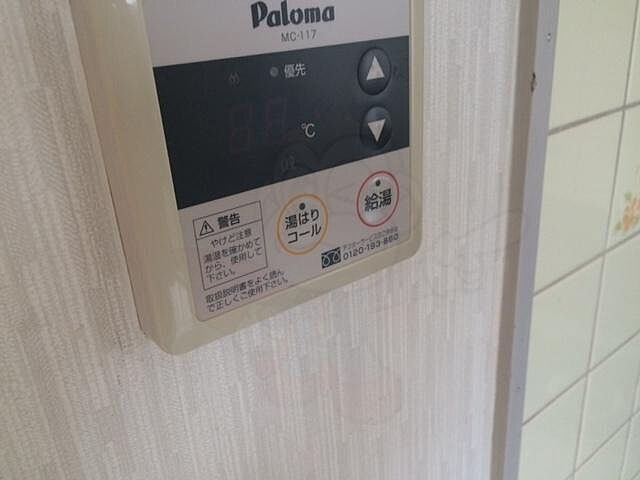 Paloma
MC-117
優先
℃
警告
やけど注意
湯温を確かめて
から、使用して
下さい。
湯はり
コール
給湯
0120-193-860
取扱説明書をよく読ん
で正しくご使用下さい。